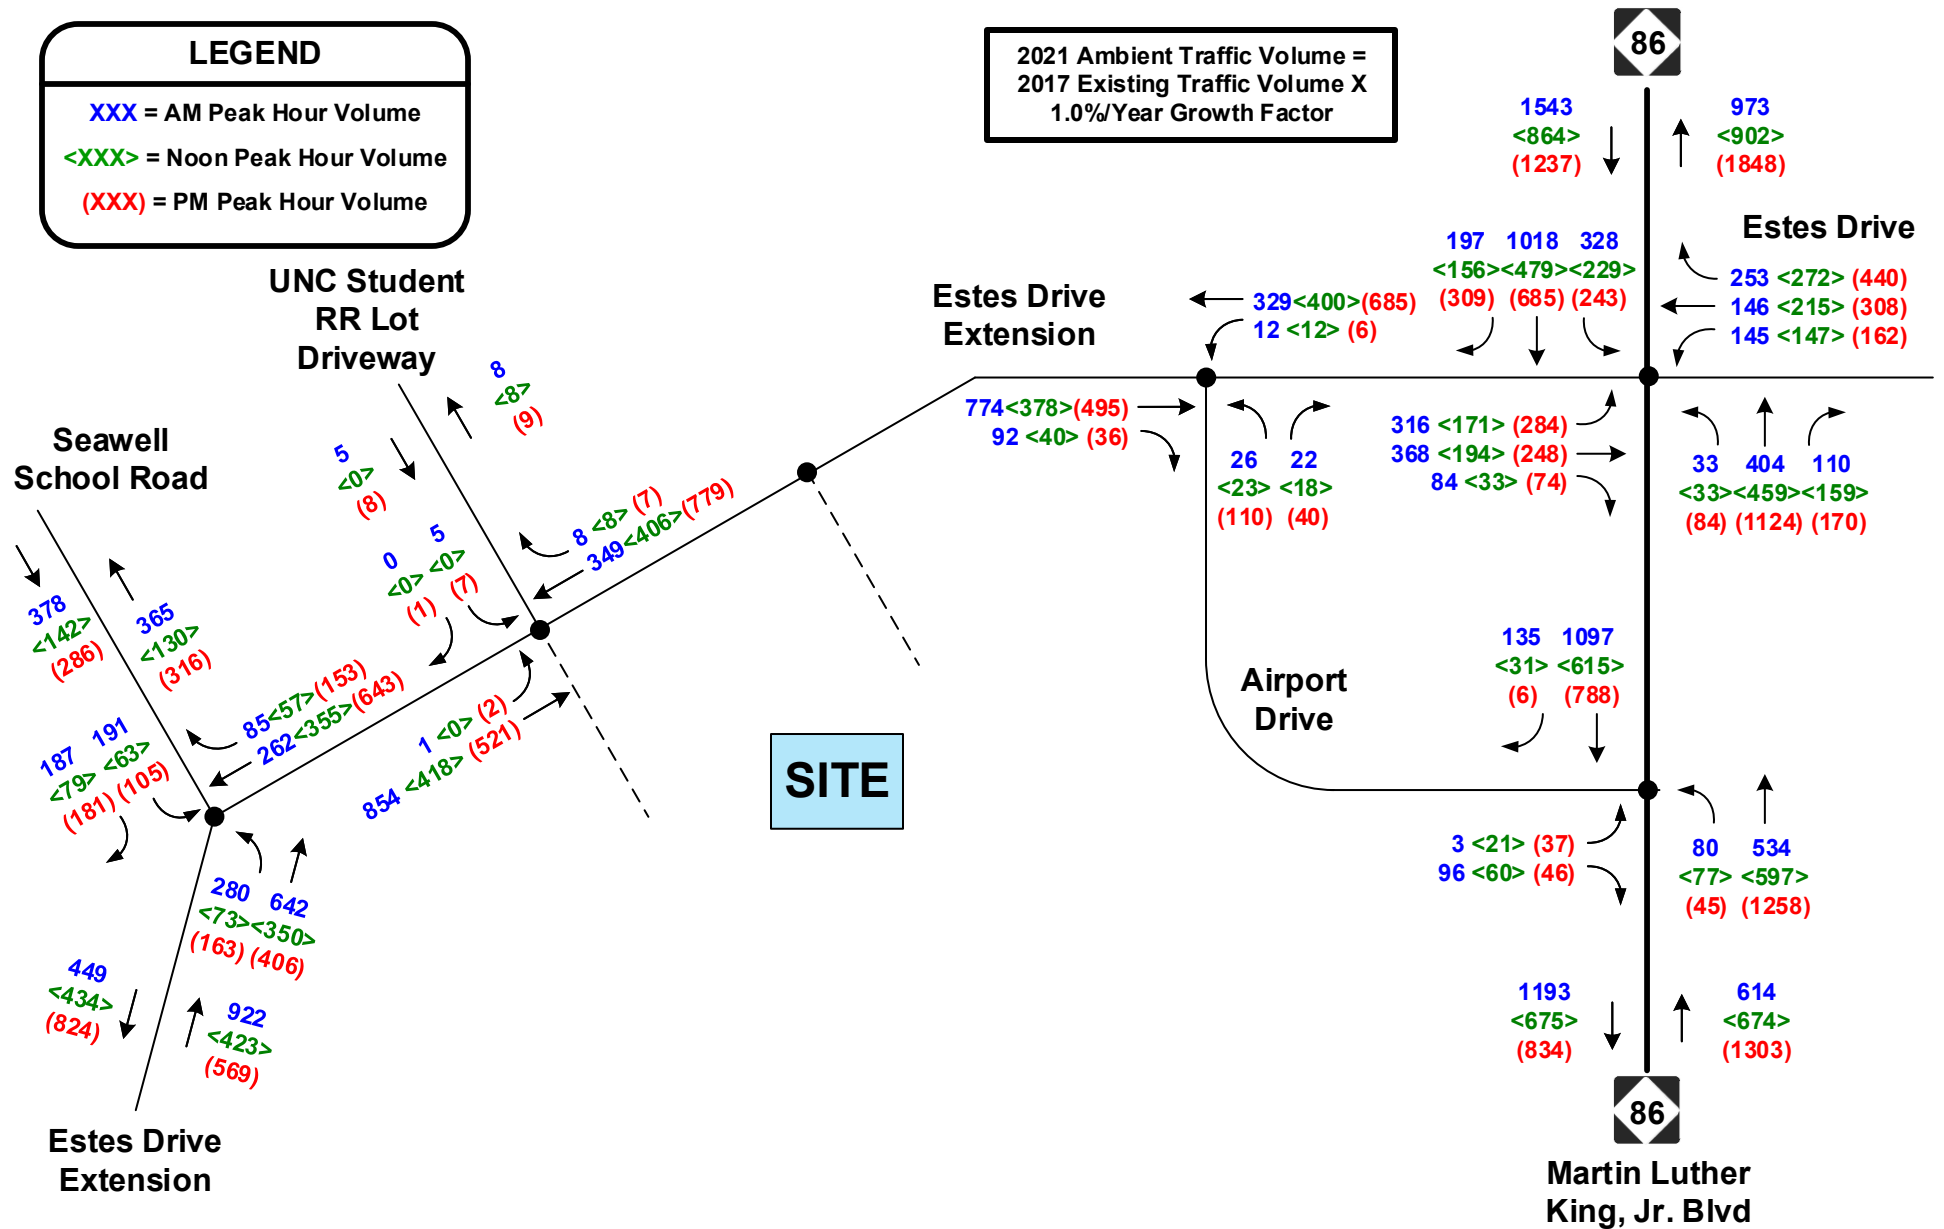 LEGEND
XXX = AM Peak Hour Volume
<XXX> = Noon Peak Hour Volume
(XXX) = PM Peak Hour Volume
2021 Ambient Traffic Volume =
2017 Existing Traffic Volume X
1.0%/Year Growth Factor
86
1543
<864>
(1237)
973
<902>
(1848)
Estes Drive
197 1018 328
<156><479><229>
(309) (685) (243)
253 <272> (440)
146 <215> (308)
145 <147> (162)
UNC Student
RR Lot
Driveway
Estes Drive
Extension
329<400>(685)
12 <12> (6)
774<378>(495)
92 <40> (36)
26 22
<23> <18>
(110) (40)
316 <171> (284)
368 <194> (248)
84 <33> (74)
33 404 110
<33><459><159>
(84) (1124) (170)
8
<8>
(9)
5
<0>
(8)
Seawell
School Road
0 5
<0> <0>
(1) (7)
8 <8> (7)
349<406>(779)
378
<142>
(286)
365
<130>
(316)
85<57>(153)
262<355>(643)
187 191
<79> <63>
(181) (105)
1 <0> (2)
854 <418> (521)
SITE
Airport
Drive
135 1097
<31> <615>
(6) (788)
3 <21> (37)
96 <60> (46)
80 534
<77> <597>
(45) (1258)
280 642
<73><350>
(163) (406)
449
<434>
(824)
922
<423>
(569)
1193
<675>
(834)
614
<674>
(1303)
86
Estes Drive
Extension
Martin Luther
King, Jr. Blvd